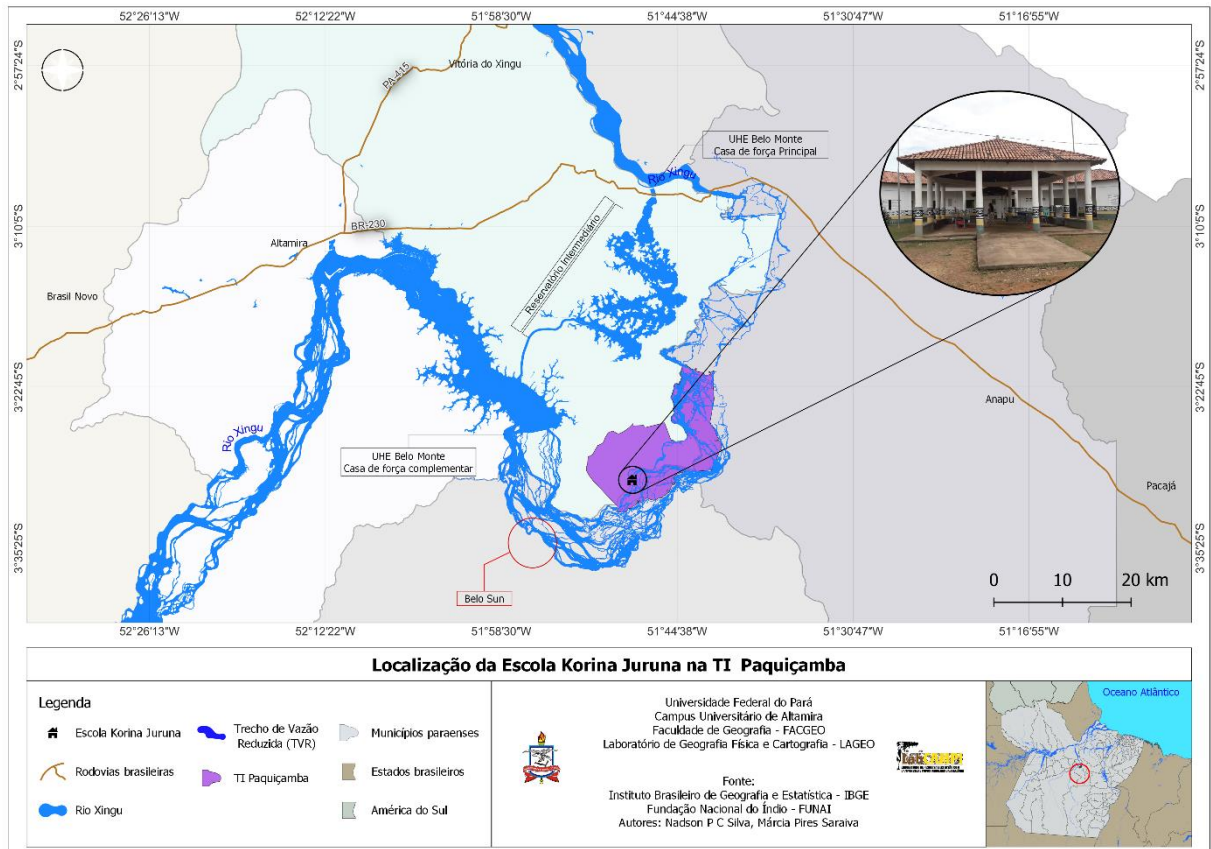 52°26'13"W 52°12'22"W 51°58'30"W 51°44'38"W 51°30'47"W 51°16'55"W
2°57'24"S 2°57'24"S
Vitória do Xingu
PA-415
UHE Belo Monte
Casa de força Principal
Rio Xingu
3°10'5"S 3°10'5"S
BR-230
Altamira
Reservatório Intermediário
Brasil Novo
3°22'45"S 3°22'45"S
Anapu
Rio Xingu
UHE Belo Monte
Casa de força complementar
Pacajá
3°35'25"S 3°35'25"S
0 10 20 km
Belo Sun
52°26'13"W 52°12'22"W 51°58'30"W 51°44'38"W 51°30'47"W 51°16'55"W
Localização da Escola Korina Juruna na TI Paquiçamba
Legenda
Escola Korina Juruna
Rodovias brasileiras
Rio Xingu
Trecho de Vazão
Reduzida (TVR)
TI Paquiçamba
Municípios paraenses
Estados brasileiros
América do Sul
Universidade Federal do Pará
Campus Universitário de Altamira
Faculdade de Geografia - FACGEO
Laboratório de Geografia Física e Cartografia - LAGEO
Fonte:
Instituto Brasileiro de Geografia e Estatística - IBGE
Fundação Nacional do Índio - FUNAI
Autores: Nadson P C Silva, Márcia Pires Saraiva
Oceano Atlântico